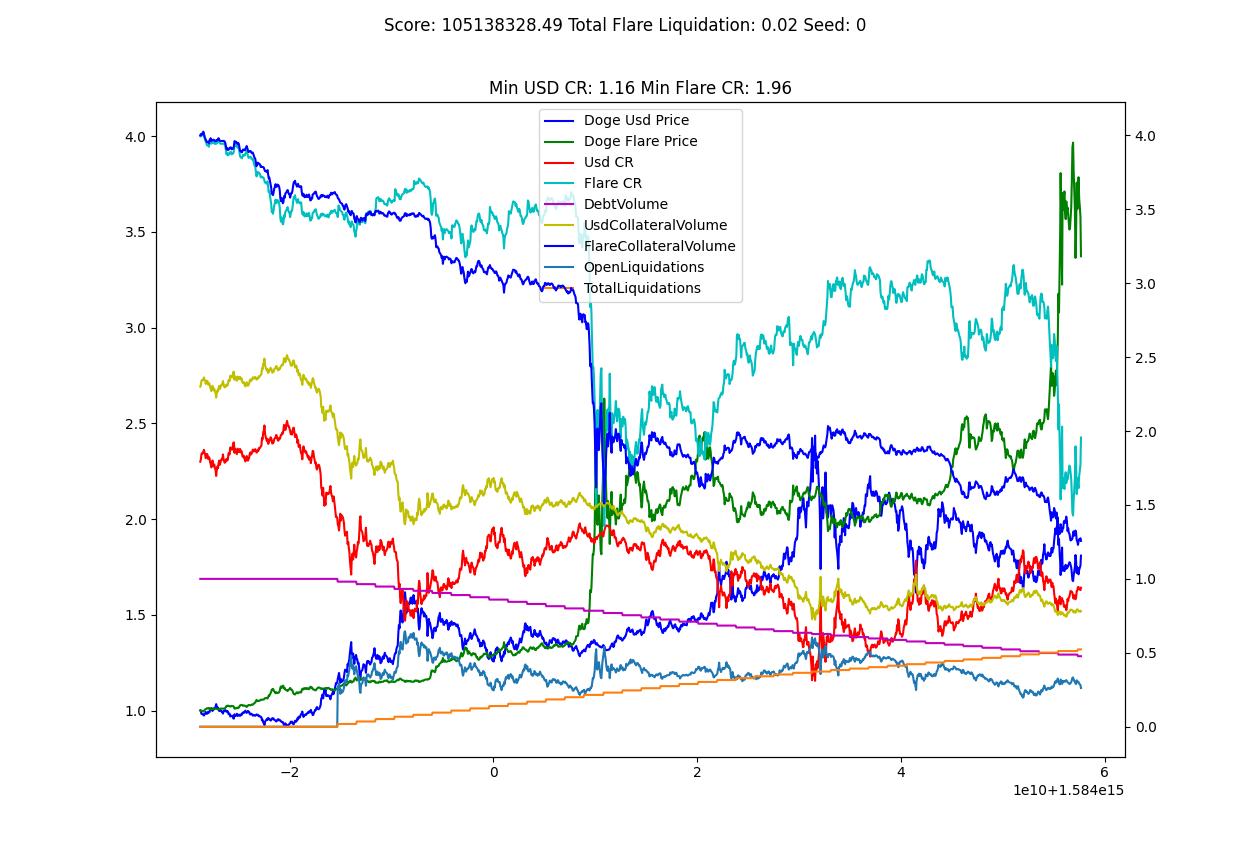 Score: 105138328.49 Total Flare Liquidation: 0.02 Seed: 0
Min USD CR: 1.16 Min Flare CR: 1.96
Doge Usd Price
Doge Flare Price
Usd CR
Flare CR
DebtVolume
UsdCollateralVolume
FlareCollateralVolume
OpenLiquidations
TotalLiquidations
4.0
3.5
3.0
2.5
2.0
1.5
1.0
4.0
3.5
3.0
2.5
2.0
1.5
1.0
0.5
0.0
−2
0
2
4
6
1e10+1.584e15